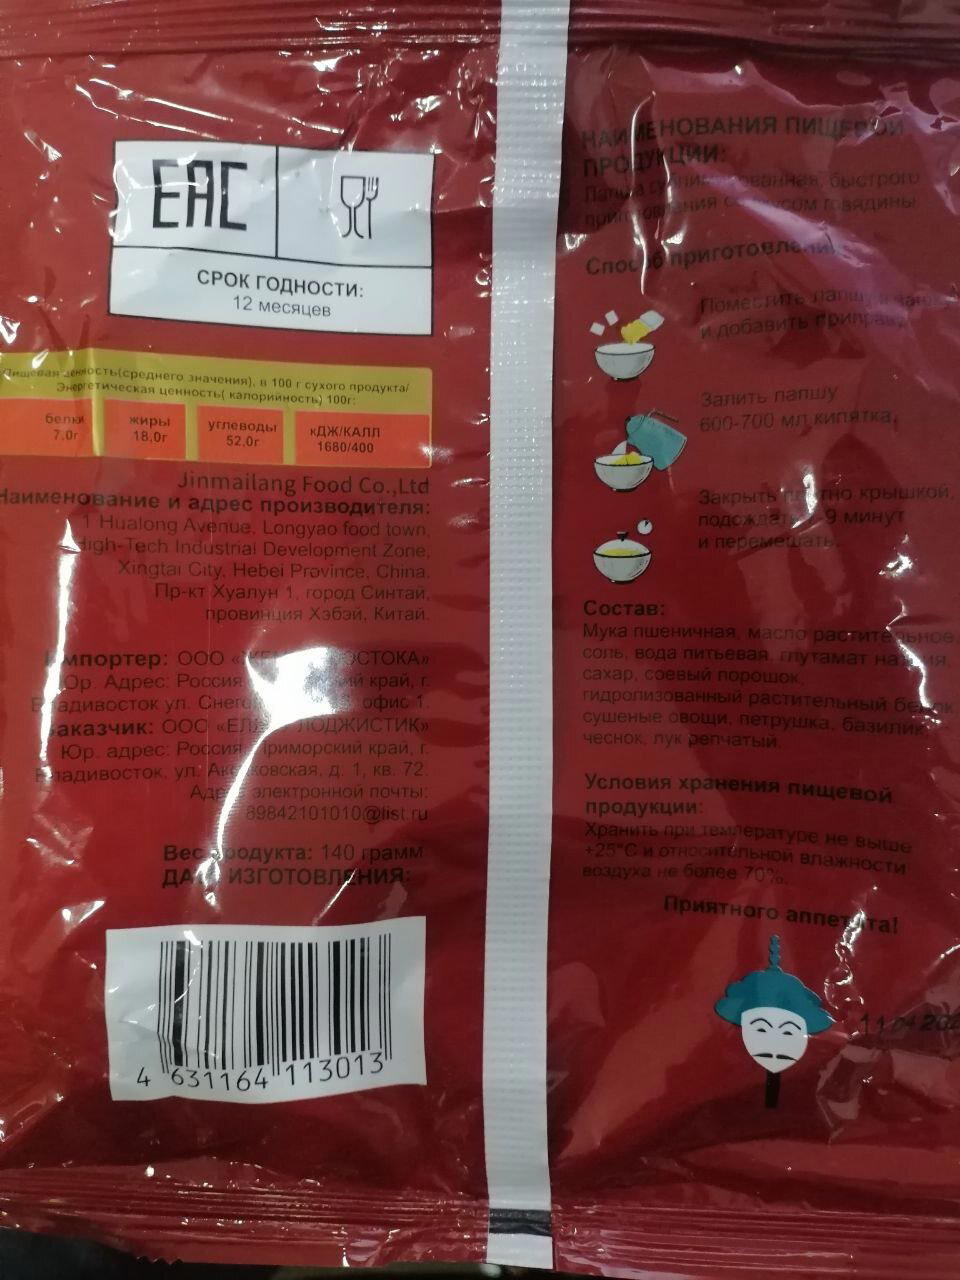 EAC
СРОК ГОДНОСТИ:
12 месяцев
Пищевая ценность(среднего значения), в 100 г сухого продукта/
Энергетическая ценность( калорийность) 100г:
белки
7,0г
жиры
18,0г
углеводы
52,0г
кДЖ/КАЛЛ
1680/400
Jinmailang Food Co.,Ltd
Наименование и адрес производителя:
1 Hualong Avenue, Longyao food town,
High-Tech Industrial Development Zone,
Xingtai City, Hebei Province, China.
Пр-кт Хуалун 1, город Синтай,
провинция Хэбэй, Китай.
Импортер: ООО
Юр. Адрес: Россия, край, г.
Владивосток ул. офис 1.
Заказчик: ООО
Юр. адрес: Россия, Приморский край, г.
Владивосток, ул. д. 1, кв. 72.
Адрес электронной почты:
89842101010@list.ru
Вес продукта: 140 грамм
ДАТА ИЗГОТОВЛЕНИЯ:
4 631164 113013
НАИМЕНОВАНИЯ ПИЩЕВОЙ
ПРОДУКЦИИ:
Лапша быстрого
приготовления со вкусом говядины
Способ приготовления
Поместить лапшу в
и добавить приправу
Залить лапшу
600-700 мл кипятка,
Закрыть плотно крышкой,
подождать 9 минут
и перемешать.
Состав:
Мука пшеничная, масло растительное,
соль, вода питьевая, глутамат натрия,
сахар, соевый порошок,
гидролизованный растительный белок,
сушеные овощи, петрушка, базилик,
чеснок, лук репчатый.
Условия хранения пищевой
продукции:
Хранить при температуре не выше
+25°С и относительной влажности
воздуха не более 70%.
Приятного аппетита!
11 04 202